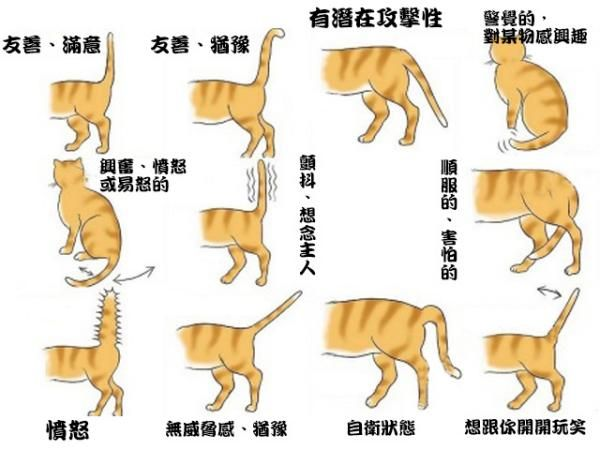 友善、滿意
友善、猶豫
有潛在攻擊性
警覺的,
對某物感興趣
興奮、憤怒
或易怒的
顫抖、想念主人
順服的、害怕的
憤怒
無威脅感、猶豫
自衛狀態
想跟你開開玩笑